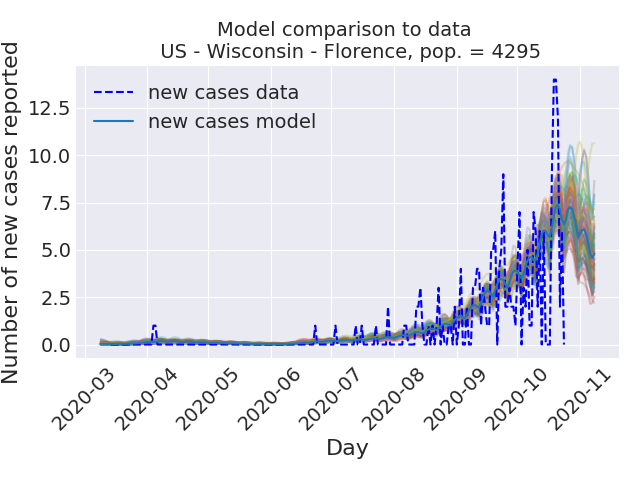 Model comparison to data
US - Wisconsin - Florence, pop. = 4295
Number of new cases reported
12.5
10.0
7.5
5.0
2.5
0.0
new cases data
new cases model
2020-03
2020-04
2020-05
2020-06
2020-07
2020-08
2020-09
2020-10
2020-11
Day